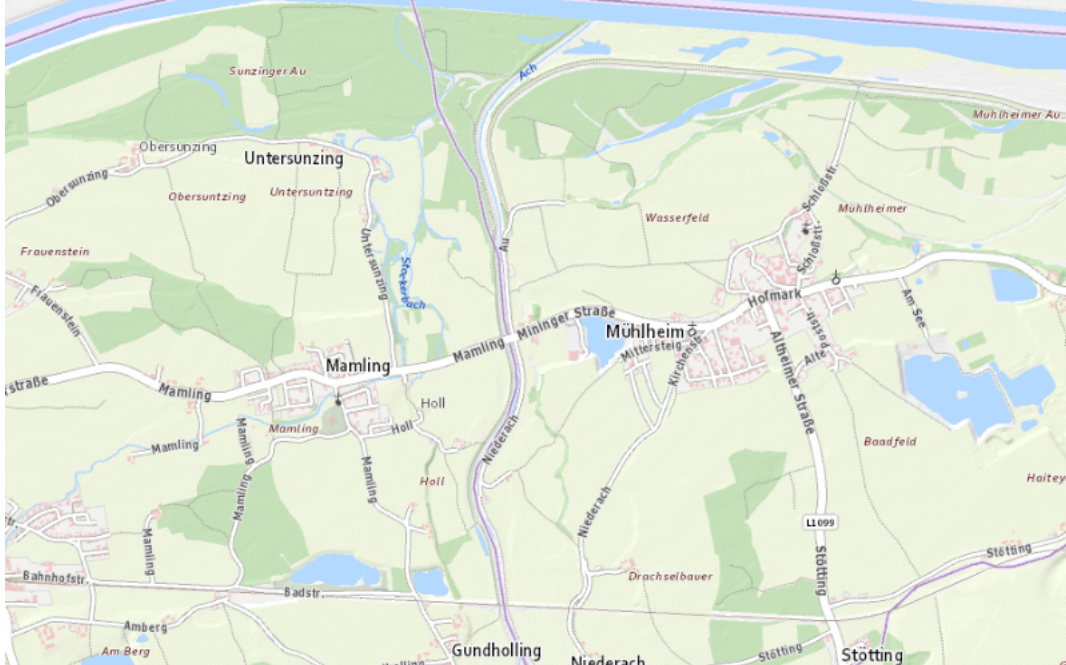 Ach
Sunzinger Au
Mühlheimer Au
Obersunzing
Untersunzing
Obersunzing
Obersuntzing
Untersuntzing
Schloßstr.
Mühlheimer
Wasserfeld
Frauenstein
Untersunzing
Au
Schloßstr.
Stockerbach
Frauenstein
Hofmark
Am See
Mininger Straße
Mühlheim
Poststr.
Mamling
Mittersteig
Kirchenstr.
Altheimer Straße
Alte
Mamling
straße
Mamling
Holl
Mamling
Mamling
Holl
Mamling
Niederach
Baadfeld
Mamling
Mamling
Holl
Niederach
Haitey
L1099
Mamling
Stötting
Stötting
Bahnhofstr.
Drachselbauer
Badstr.
Amberg
Am Berg
Gundholling
Niederach
Stötting
Stötting